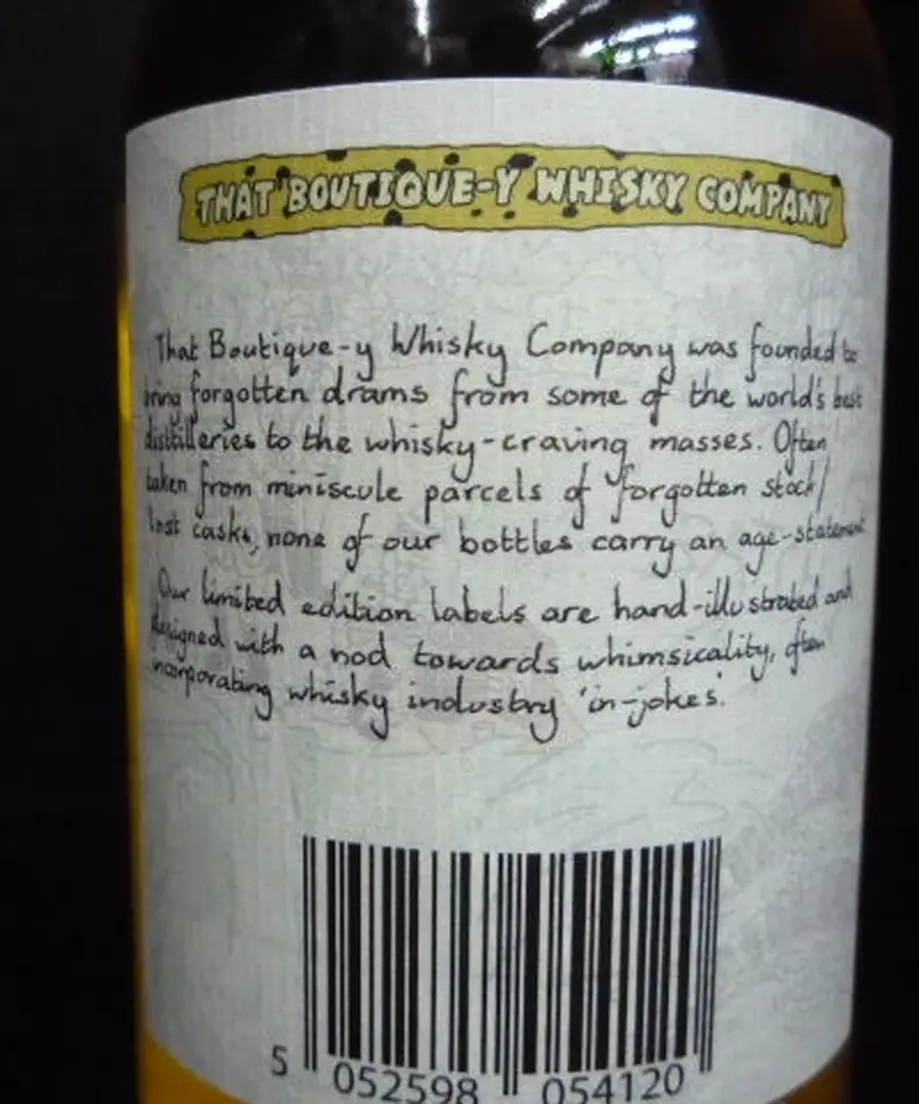 THAT BOUTIQUE-Y WHISKY COMPANY
That Boutique-y Whisky Company was founded to
bring forgotten drams from some of the world's best
distilleries to the whisky-craving masses. Often
taken from miniscule parcels of forgotten stock/
lost casks, none of our bottles carry an age-statement
Our limited edition labels are hand-illustrated and
designed with a nod towards whimsicality, often
incorporating whisky industry 'in-jokes'.
5 052598 054120